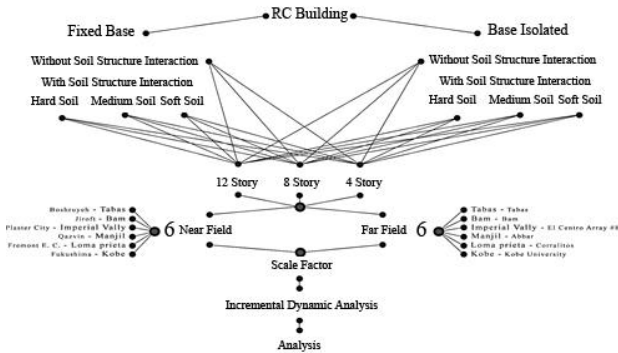 RC Building
Fixed Base
Base Isolated
Without Soil Structure Interaction
With Soil Structure Interaction
Hard Soil Medium Soil Soft Soil
Without Soil Structure Interaction
With Soil Structure Interaction
Hard Soil Medium Soil Soft Soil
12 Story 8 Story 4 Story
Boshroyeh - Tabas
Jiroft - Bam
Plaster City - Imperial Vally
Qazvin - Manjil
Fremont E. C. - Loma prieta
Fukushima - Kobe
6 Near Field
Far Field 6
Tabas - Tabas
Bam - Bam
Imperial Vally - El Centro Array #8
Manjil - Abbar
Loma prieta - Corralitos
Kobe - Kobe University
Scale Factor
Incremental Dynamic Analysis
Analysis